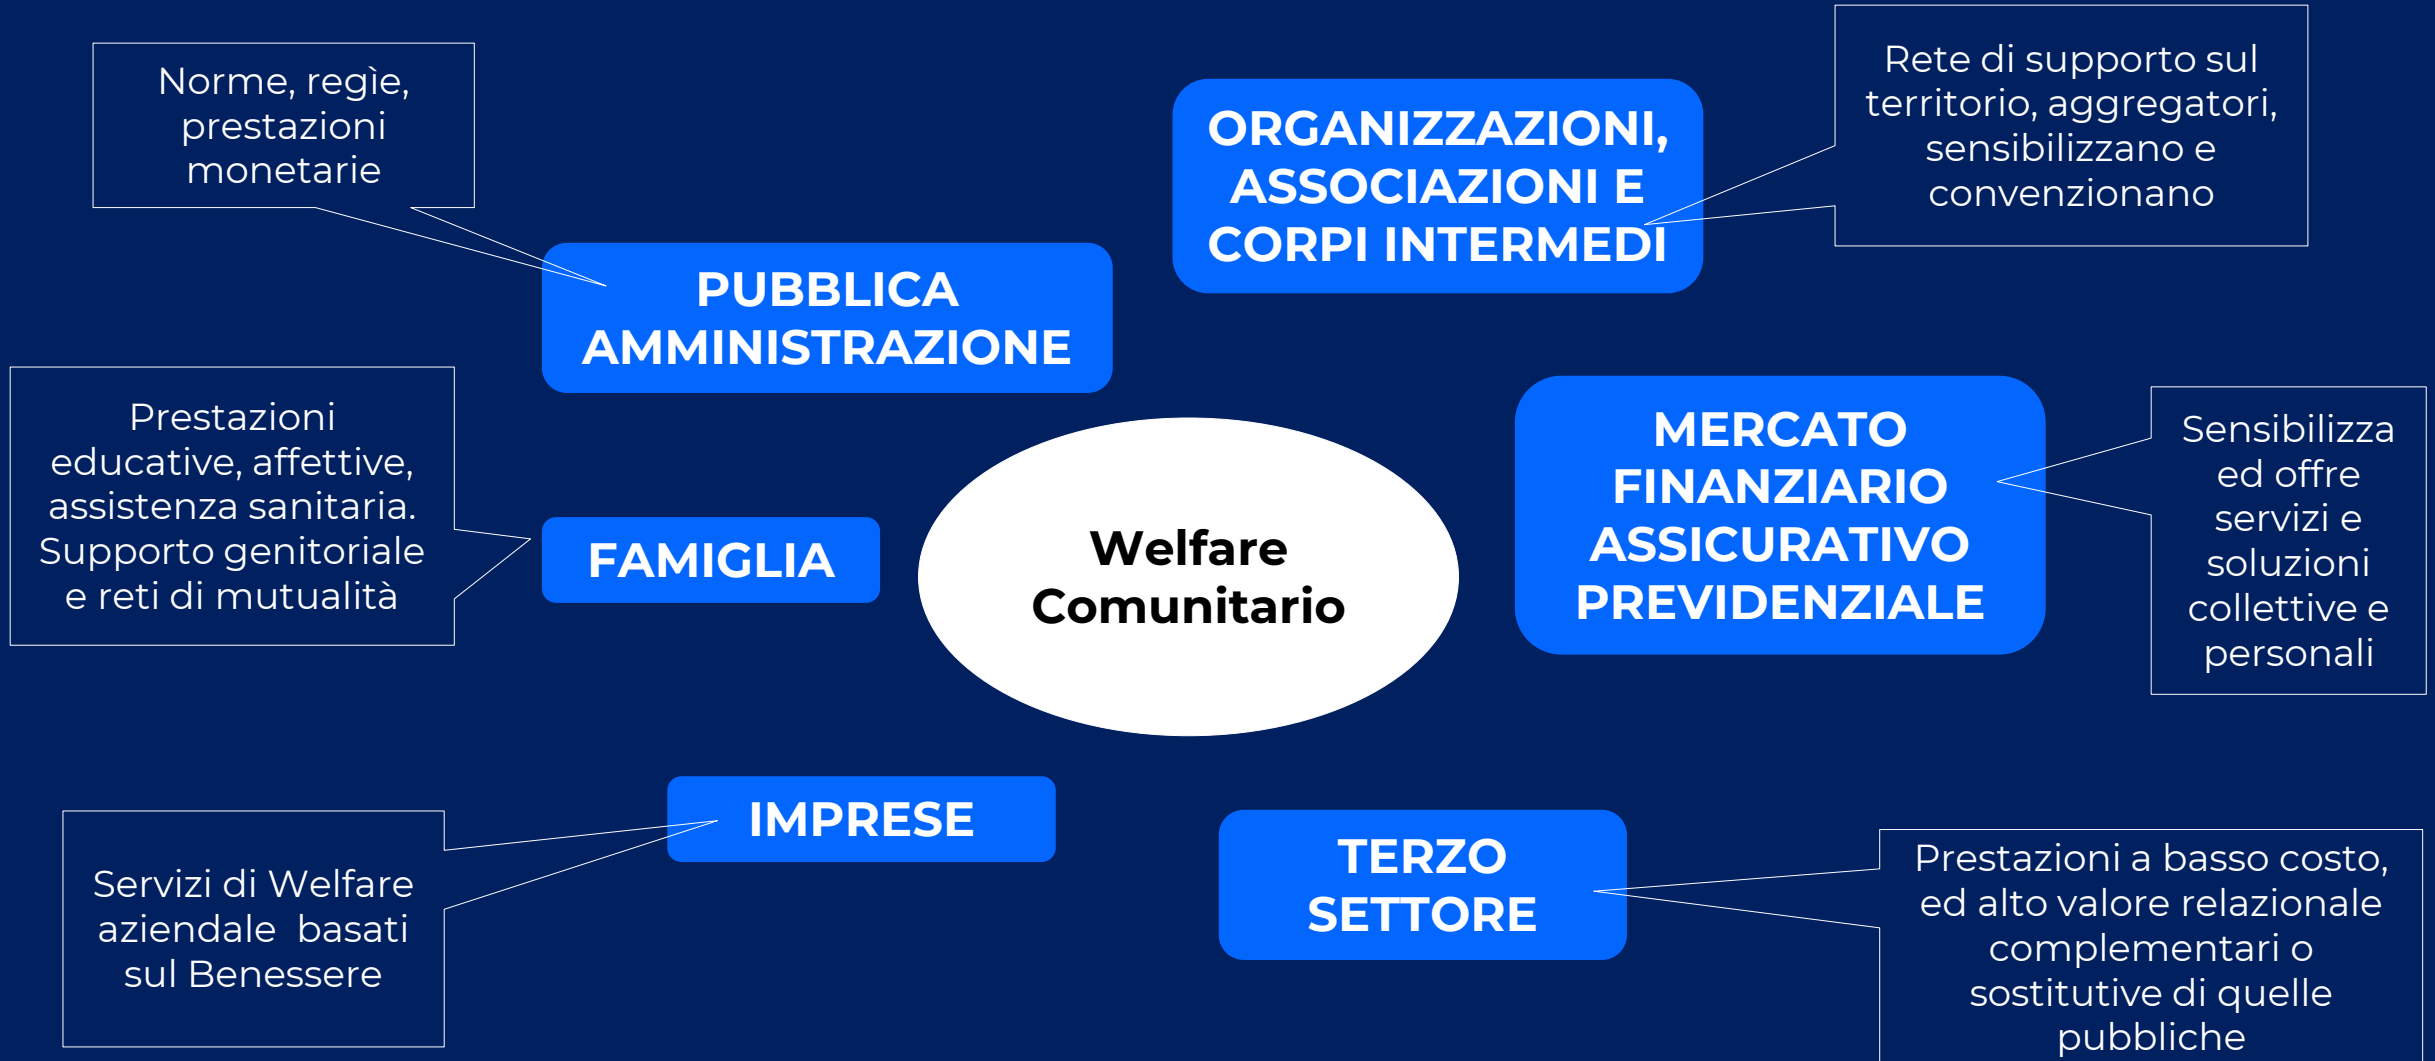 Norme, regìe,
prestazioni
monetarie
PUBBLICA
AMMINISTRAZIONE
ORGANIZZAZIONI,
ASSOCIAZIONI E
CORPI INTERMEDI
Rete di supporto sul
territorio, aggregatori,
sensibilizzano e
convenzionano
Prestazioni
educative, affettive,
assistenza sanitaria.
Supporto genitoriale
e reti di mutualità
FAMIGLIA
Welfare
Comunitario
MERCATO
FINANZIARIO
ASSICURATIVO
PREVIDENZIALE
Sensibilizza
ed offre
servizi e
soluzioni
collettive e
personali
Servizi di Welfare
aziendale basati
sul Benessere
IMPRESE
TERZO
SETTORE
Prestazioni a basso costo,
ed alto valore relazionale
complementari o
sostitutive di quelle
pubbliche